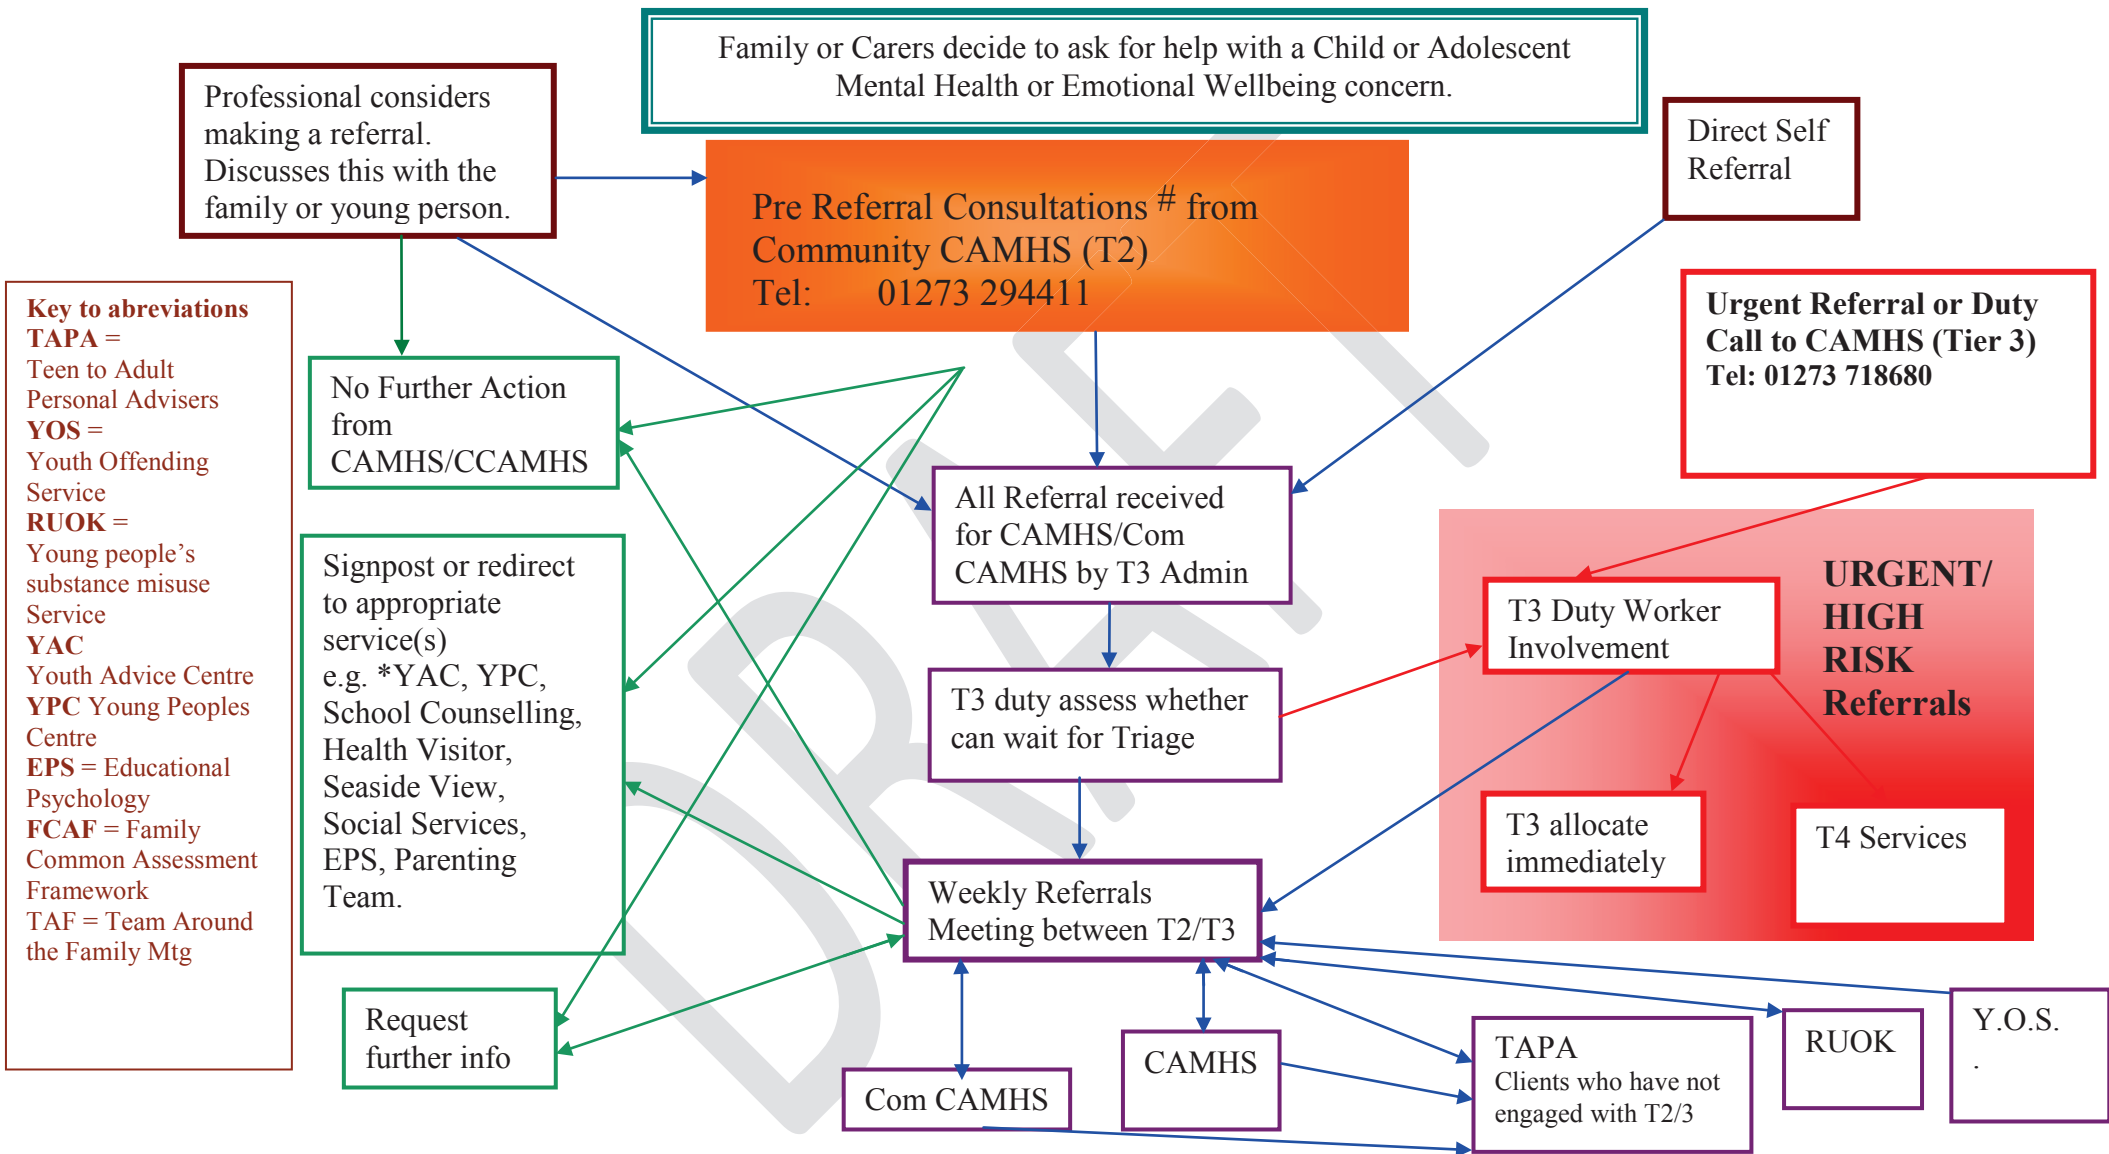 Family or Carers decide to ask for help with a Child or Adolescent
Mental Health or Emotional Wellbeing concern.
Professional considers
making a referral.
Discusses this with the
family or young person.
Direct Self
Referral
Pre Referral Consultations # from
Community CAMHS (T2)
Tel: 01273 294411
Urgent Referral or Duty
Call to CAMHS (Tier 3)
Tel: 01273 718680
Key to abreviations
TAPA =
Teen to Adult
Personal Advisers
YOS =
Youth Offending
Service
RUOK =
Young people’s
substance misuse
Service
YAC
Youth Advice Centre
YPC Young Peoples
Centre
EPS = Educational
Psychology
FCAF = Family
Common Assessment
Framework
TAF = Team Around
the Family Mtg
No Further Action
from
CAMHS/CCAMHS
All Referral received
for CAMHS/Com
CAMHS by T3 Admin
Signpost or redirect
to appropriate
service(s)
e.g. *YAC, YPC,
School Counselling,
Health Visitor,
Seaside View,
Social Services,
EPS, Parenting
Team.
URGENT/
HIGH
RISK
Referrals
T3 Duty Worker
Involvement
T3 duty assess whether
can wait for Triage
T3 allocate
immediately
T4 Services
Weekly Referrals
Meeting between T2/T3
Request
further info
Com CAMHS
CAMHS
TAPA
Clients who have not
engaged with T2/3
RUOK
Y.O.S.
.
DRAFT